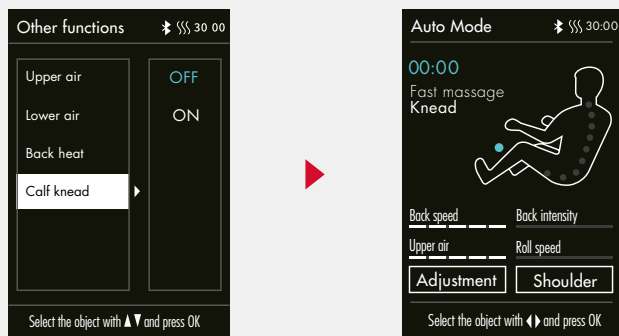 Other functions 30 00
Upper air OFF
Lower air ON
Back heat
Calf knead
Select the object with ▲▼ and press OK
Auto Mode 30:00
00:00
Fast massage
Knead
Back speed Back intensity
Upper air Roll speed
Adjustment Shoulder
Select the object with ◀▶ and press OK